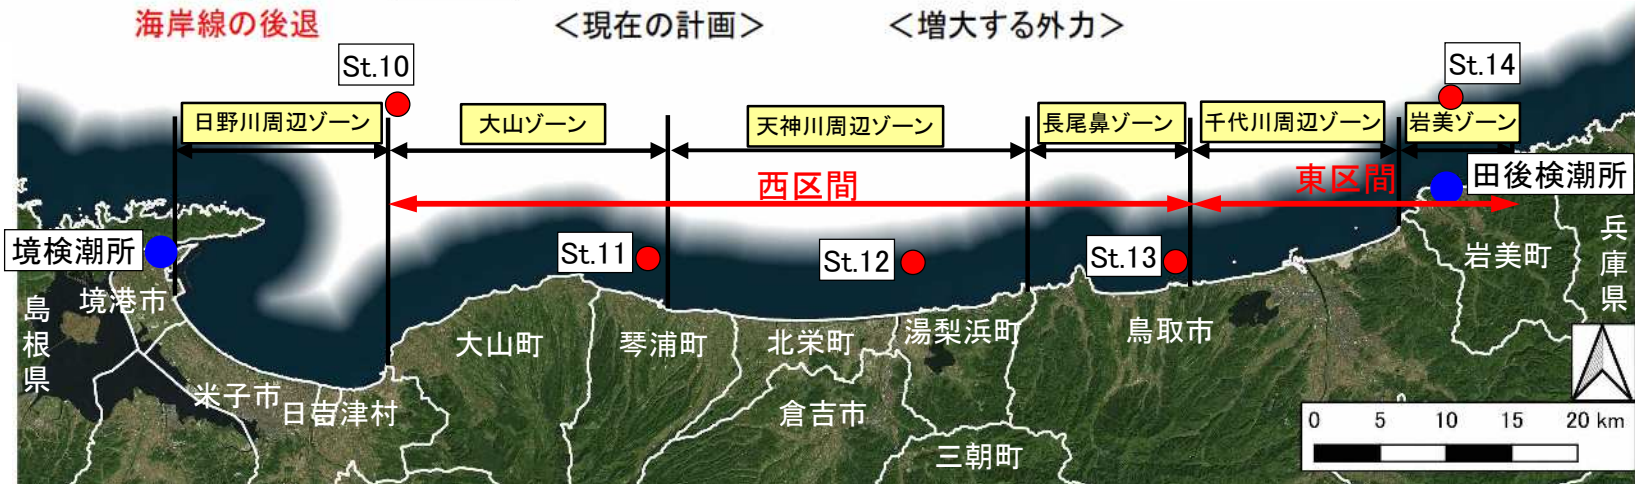 海岸線の後退
＜現在の計画＞
＜増大する外力＞
St.10
St.14
日野川周辺ゾーン
大山ゾーン
天神川周辺ゾーン
長尾鼻ゾーン
千代川周辺ゾーン
岩美ゾーン
西区間
東区間
田後検潮所
境検潮所
St.11
St.12
St.13
岩美町
兵庫県
島根県
境港市
大山町
琴浦町
北栄町
湯梨浜町
鳥取市
米子市
日吉津村
倉吉市
三朝町
0 5 10 15 20 km